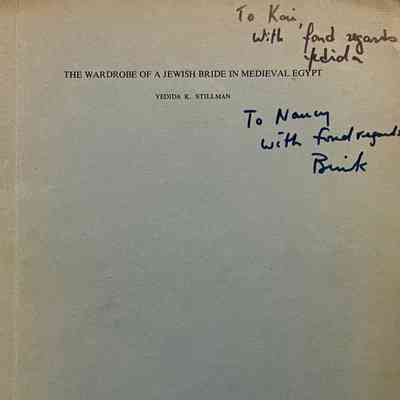 To Kai,
With fond regards
Yedida
THE WARDROBE OF A JEWISH BRIDE IN MEDIEVAL EGYPT
YEDIDA K. STILLMAN
To Nancy
with fond regards